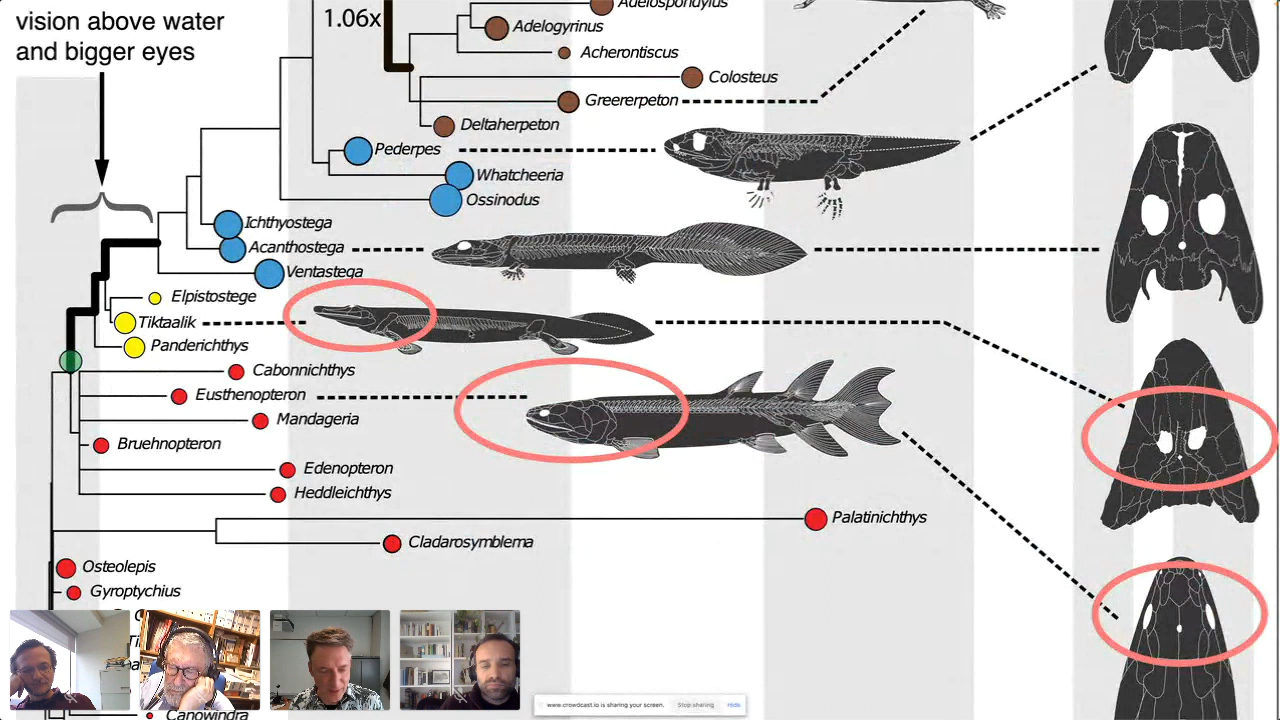 vision above water
and bigger eyes
1.06x
Adelospondylus
Adelogyrinus
Acherontiscus
Colosteus
Greererpeton
Deltaherpeton
Pederpes
Whatcheeria
Ossinodus
Ichthyostega
Acanthostega
Ventastega
Elpistostege
Tiktaalik
Panderichthys
Cabonnichthys
Eusthenopteron
Mandageria
Bruehnopteron
Edenopteron
Heddleichthys
Palatinichthys
Cladarosymblema
Osteolepis
Gyroptychius
Canowindra
www.crowdcast.io is sharing your screen. Stop sharing Hide